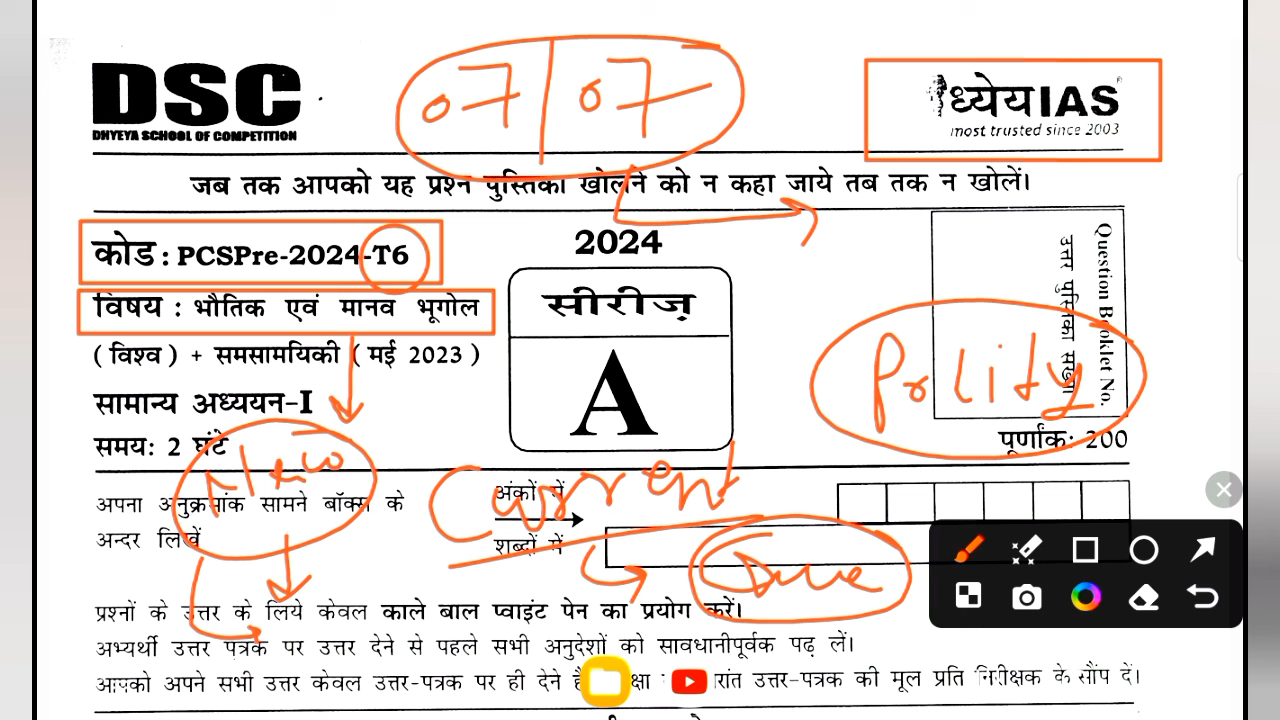 DSC
DHYEYA SCHOOL OF COMPETITION
07 | 07
ध्येय IAS
most trusted since 2003
जब तक आपको यह प्रश्न पुस्तिका खोलने को न कहा जाये तब तक न खोलें।
कोड : PCSPre-2024-T6
विषय : भौतिक एवं मानव भूगोल
( विश्व ) + समसामयिकी ( मई 2023 )
सामान्य अध्ययन-I
समय: 2 घंटे
2024
सीरीज़
A
Question Booklet No.
उत्तर पुस्तिका संख्या
Polity
पूर्णांक: 200
अपना अनुक्रमांक सामने बॉक्स के
अन्दर लिखें
अंकों में
शब्दों में
Current
June
प्रश्नों के उत्तर के लिये केवल काले बाल प्वाइंट पेन का प्रयोग करें।
अभ्यर्थी उत्तर पत्रक पर उत्तर देने से पहले सभी अनुदेशों को सावधानीपूर्वक पढ़ लें।
आपको अपने सभी उत्तर केवल उत्तर-पत्रक पर ही देने उत्तर-पत्रक की मूल प्रति निरीक्षक के सौंप दें।